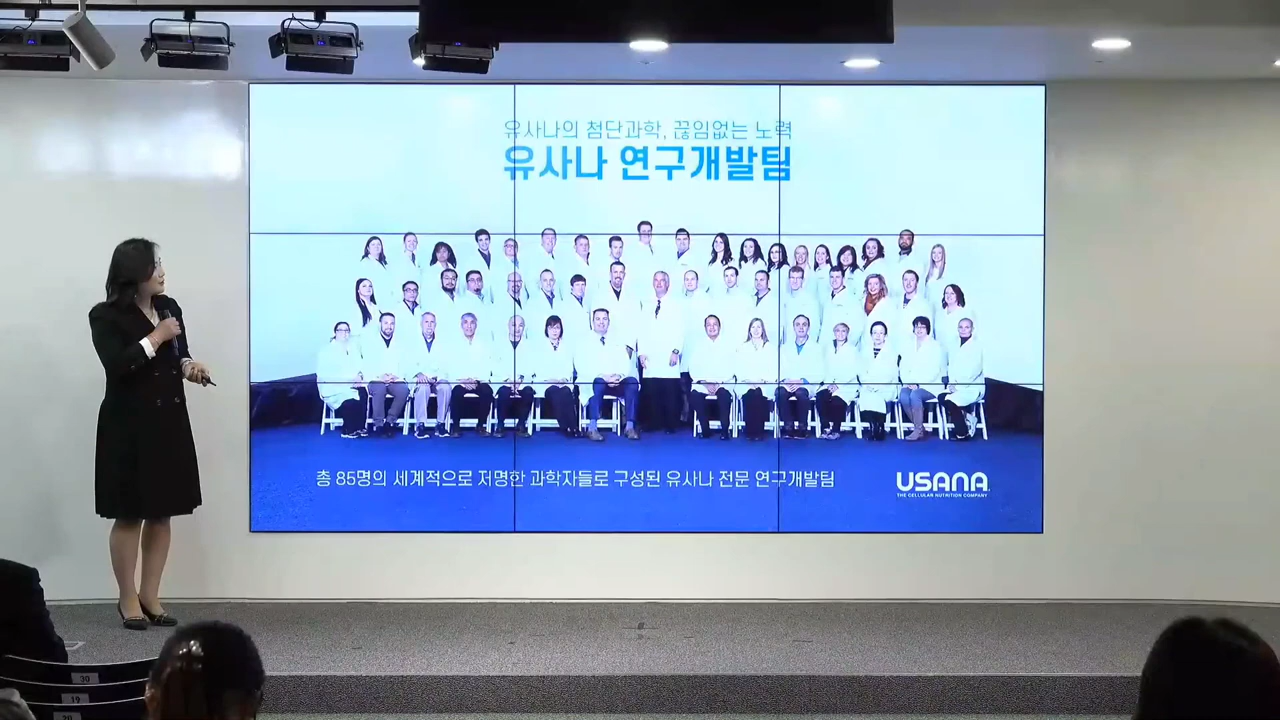 유사나의 첨단과학, 끊임없는 노력
유사나 연구개발팀
총 85명의 세계적으로 저명한 과학자들로 구성된 유사나 전문 연구개발팀
USANA
THE CELLULAR NUTRITION COMPANY
30
19
20